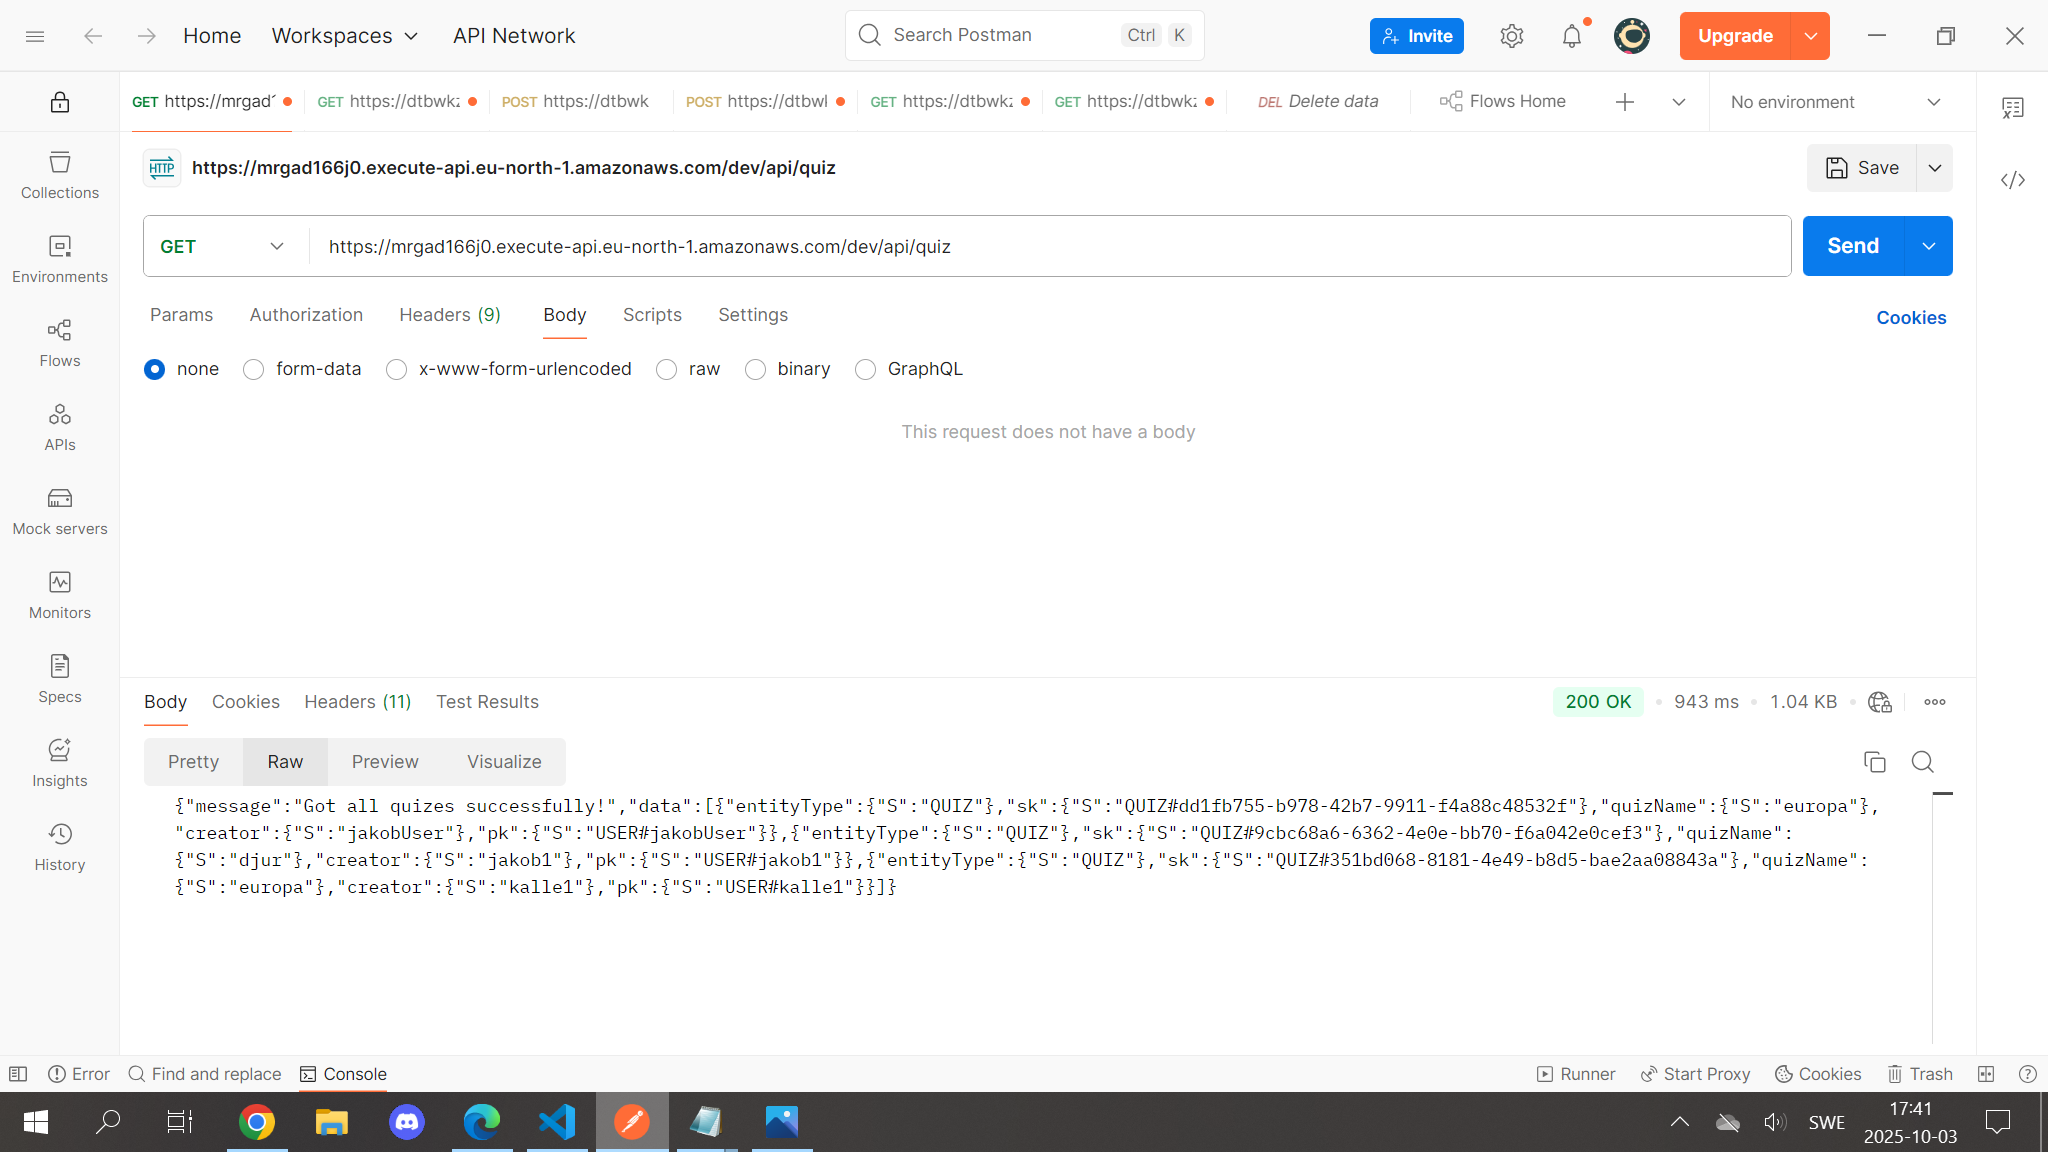 Home Workspaces API Network Search Postman Ctrl K Invite Upgrade
GET https://mrgad1 GET https://dtbwkz POST https://dtbwk POST https://dtbwl GET https://dtbwkz GET https://dtbwkz DEL Delete data Flows Home No environment
HTTP https://mrgad166j0.execute-api.eu-north-1.amazonaws.com/dev/api/quiz Save
GET https://mrgad166j0.execute-api.eu-north-1.amazonaws.com/dev/api/quiz Send
Params Authorization Headers (9) Body Scripts Settings Cookies
none form-data x-www-form-urlencoded raw binary GraphQL
This request does not have a body
Collections
Environments
Flows
APIs
Mock servers
Monitors
Specs
Insights
History
Body Cookies Headers (11) Test Results 200 OK 943 ms 1.04 KB
Pretty Raw Preview Visualize
{"message":"Got all quizes successfully!","data":[{"entityType":{"S":"QUIZ"},"sk":{"S":"QUIZ#dd1fb755-b978-42b7-9911-f4a88c48532f"},"quizName":{"S":"europa"},
"creator":{"S":"jakobUser"},"pk":{"S":"USER#jakobUser"}},{"entityType":{"S":"QUIZ"},"sk":{"S":"QUIZ#9cbc68a6-6362-4e0e-bb70-f6a042e0cef3"},"quizName":
{"S":"djur"},"creator":{"S":"jakob1"},"pk":{"S":"USER#jakob1"}},{"entityType":{"S":"QUIZ"},"sk":{"S":"QUIZ#351bd068-8181-4e49-b8d5-bae2aa08843a"},"quizName":
{"S":"europa"},"creator":{"S":"kalle1"},"pk":{"S":"USER#kalle1"}}]}
Error Find and replace Console Runner Start Proxy Cookies Trash
SWE 17:41
2025-10-03